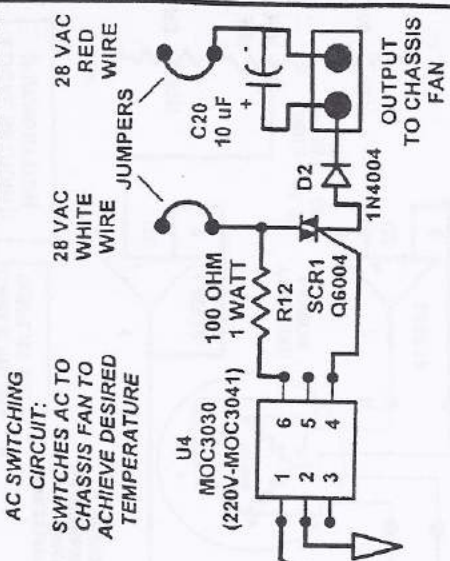 AC SWITCHING
CIRCUIT:
SWITCHES AC TO
CHASSIS FAN TO
ACHIEVE DESIRED
TEMPERATURE
28 VAC
WHITE
WIRE
28 VAC
RED
WIRE
JUMPERS
U4
MOC3030
(220V-MOC3041)
1
2
3
6
5
4
100 OHM
1 WATT
R12
SCR1
Q6004
C20
10 uF
+
D2
1N4004
OUTPUT
TO CHASSIS
FAN